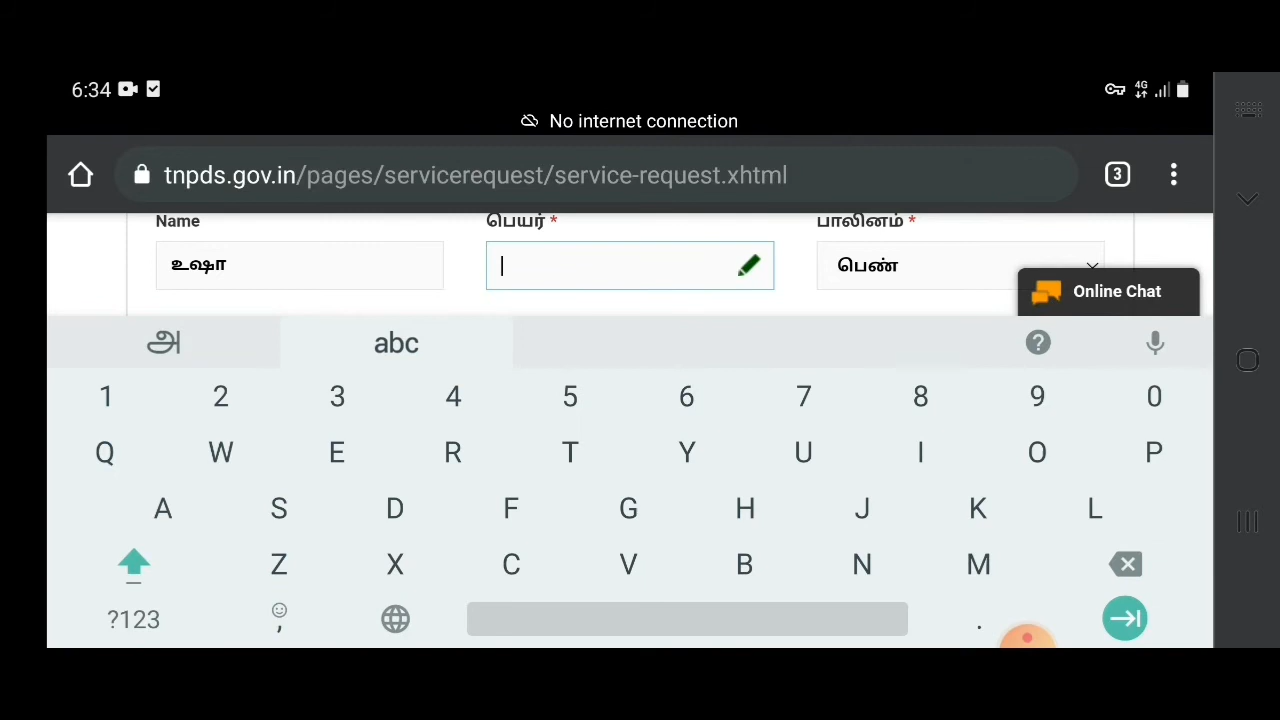 6:34
4G
No internet connection
tnpds.gov.in/pages/servicerequest/service-request.xhtml
3
Name
பெயர் *
பாலினம் *
உஷா
பெண்
Online Chat
அ
abc
?
1 2 3 4 5 6 7 8 9 0
Q W E R T Y U I O P
A S D F G H J K L
Z X C V B N M
?123
,
.